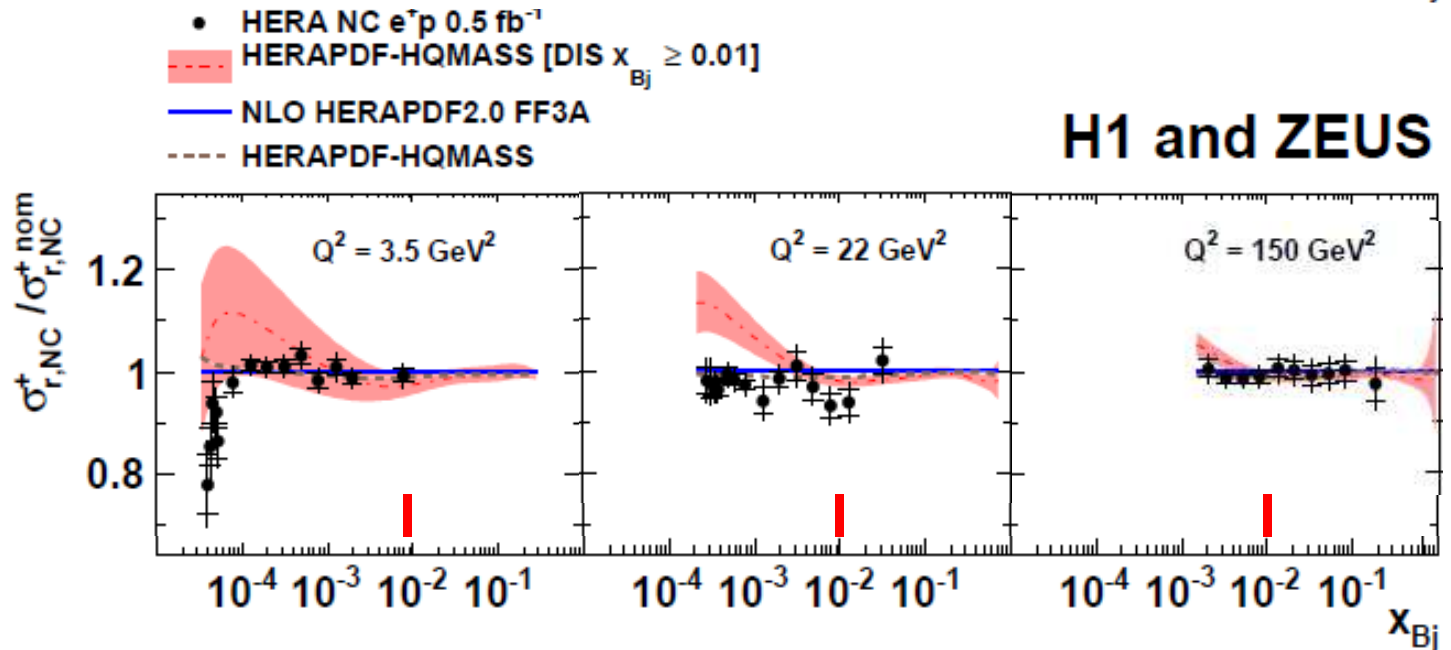 HERA NC e⁺p 0.5 fb⁻¹
HERAPDF-HQMASS [DIS x_Bj ≥ 0.01]
NLO HERAPDF2.0 FF3A
HERAPDF-HQMASS
H1 and ZEUS
σ⁺_r,NC / σ⁺_r,NC ^nom
Q² = 3.5 GeV²
Q² = 22 GeV²
Q² = 150 GeV²
1.2
1
0.8
10⁻⁴ 10⁻³ 10⁻² 10⁻¹
10⁻⁴ 10⁻³ 10⁻² 10⁻¹
10⁻⁴ 10⁻³ 10⁻² 10⁻¹
x_Bj